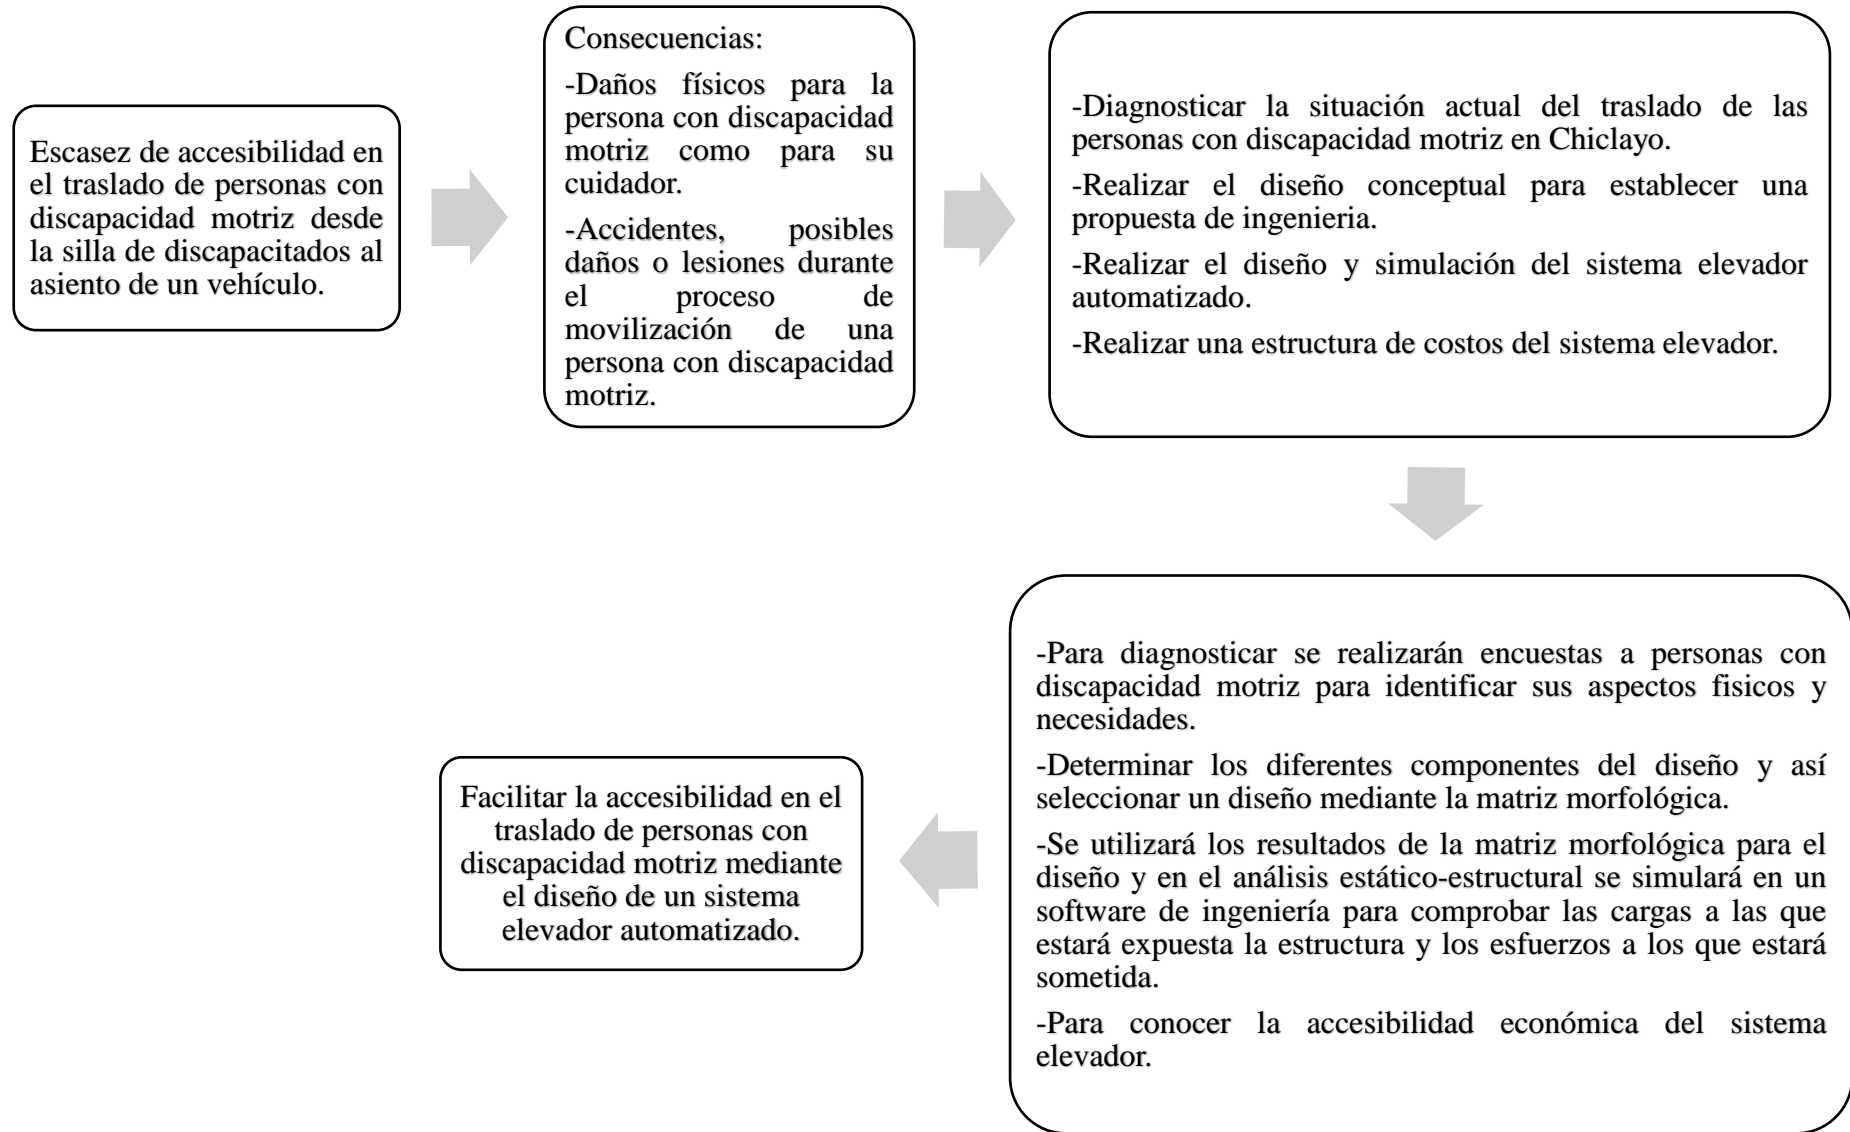 Escasez de accesibilidad en
el traslado de personas con
discapacidad motriz desde
la silla de discapacitados al
asiento de un vehículo.
Consecuencias:
-Daños físicos para la
persona con discapacidad
motriz como para su
cuidador.
-Accidentes, posibles
daños o lesiones durante
el proceso de
movilización de una
persona con discapacidad
motriz.
-Diagnosticar la situación actual del traslado de las
personas con discapacidad motriz en Chiclayo.
-Realizar el diseño conceptual para establecer una
propuesta de ingenieria.
-Realizar el diseño y simulación del sistema elevador
automatizado.
-Realizar una estructura de costos del sistema elevador.
-Para diagnosticar se realizarán encuestas a personas con
discapacidad motriz para identificar sus aspectos fisicos y
necesidades.
-Determinar los diferentes componentes del diseño y así
seleccionar un diseño mediante la matriz morfológica.
-Se utilizará los resultados de la matriz morfológica para el
diseño y en el análisis estático-estructural se simulará en un
software de ingeniería para comprobar las cargas a las que
estará expuesta la estructura y los esfuerzos a los que estará
sometida.
-Para conocer la accesibilidad económica del sistema
elevador.
Facilitar la accesibilidad en el
traslado de personas con
discapacidad motriz mediante
el diseño de un sistema
elevador automatizado.